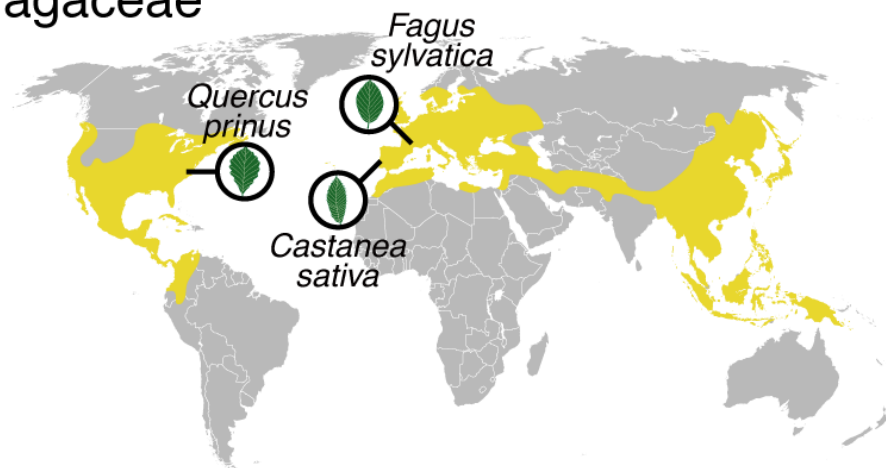 agaceae
Fagus
sylvatica
Quercus
prinus
Castanea
sativa